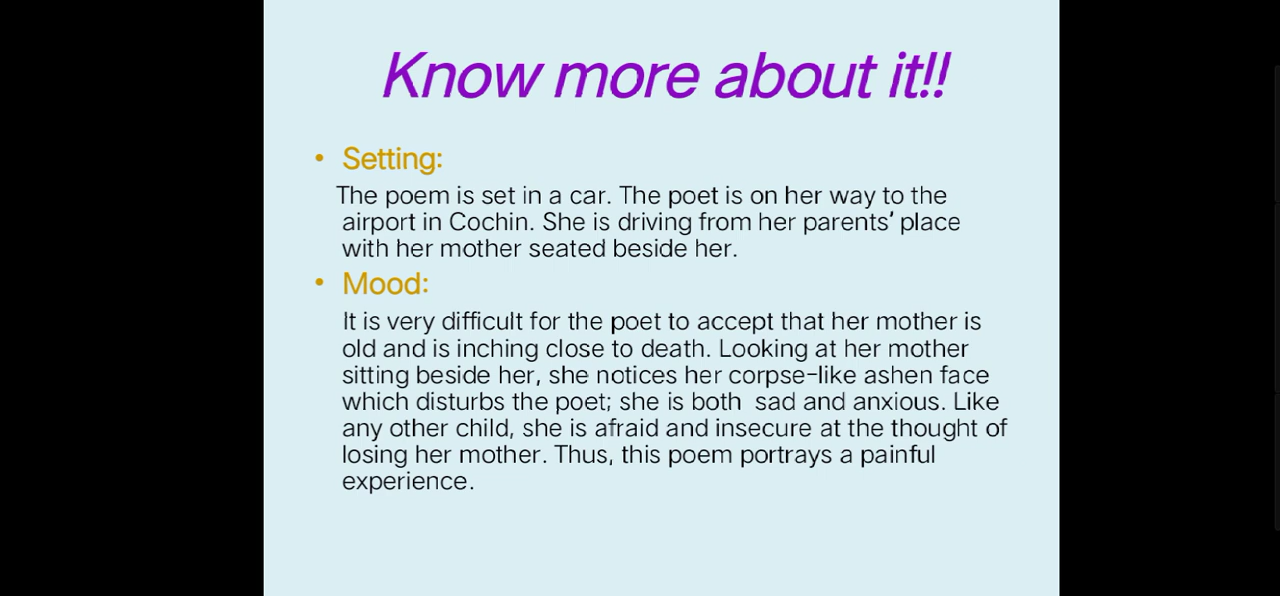 Know more about it!!
• Setting:
The poem is set in a car. The poet is on her way to the
airport in Cochin. She is driving from her parents’ place
with her mother seated beside her.
• Mood:
It is very difficult for the poet to accept that her mother is
old and is inching close to death. Looking at her mother
sitting beside her, she notices her corpse-like ashen face
which disturbs the poet; she is both  sad and anxious. Like
any other child, she is afraid and insecure at the thought of
losing her mother. Thus, this poem portrays a painful
experience.